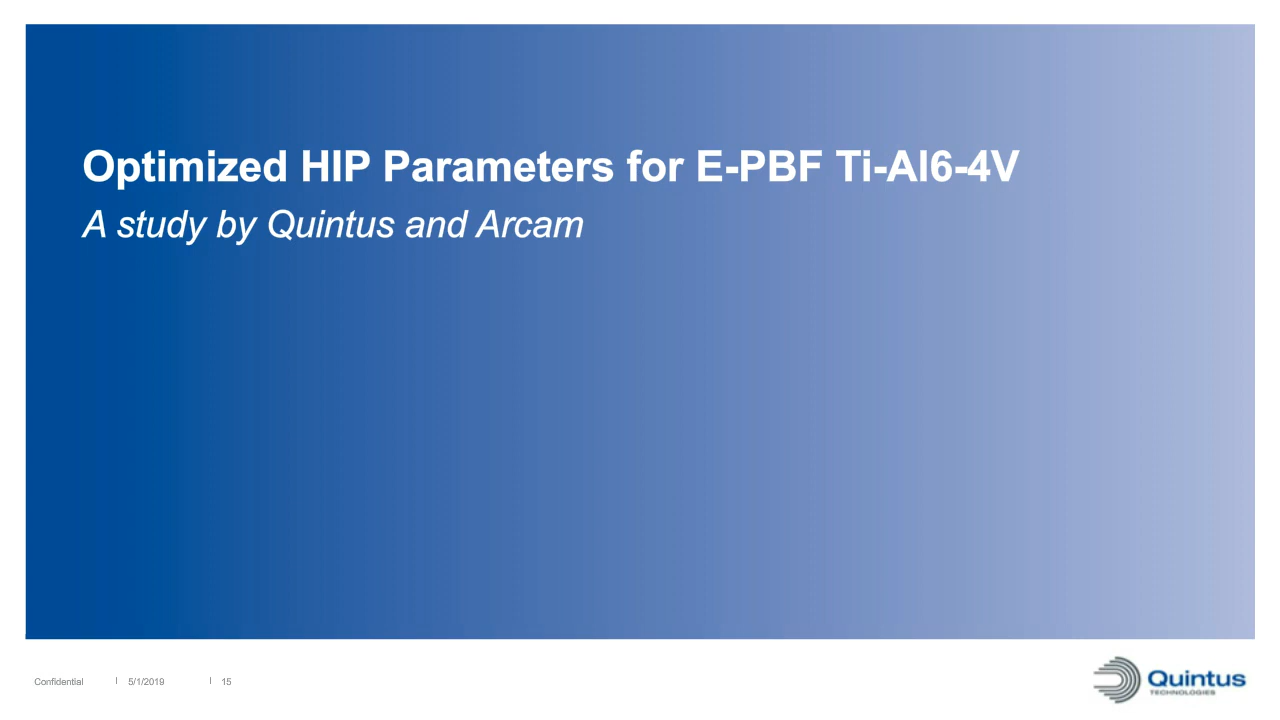 Optimized HIP Parameters for E-PBF Ti-Al6-4V
A study by Quintus and Arcam
Confidential | 5/1/2019 | 15
Quintus
TECHNOLOGIES